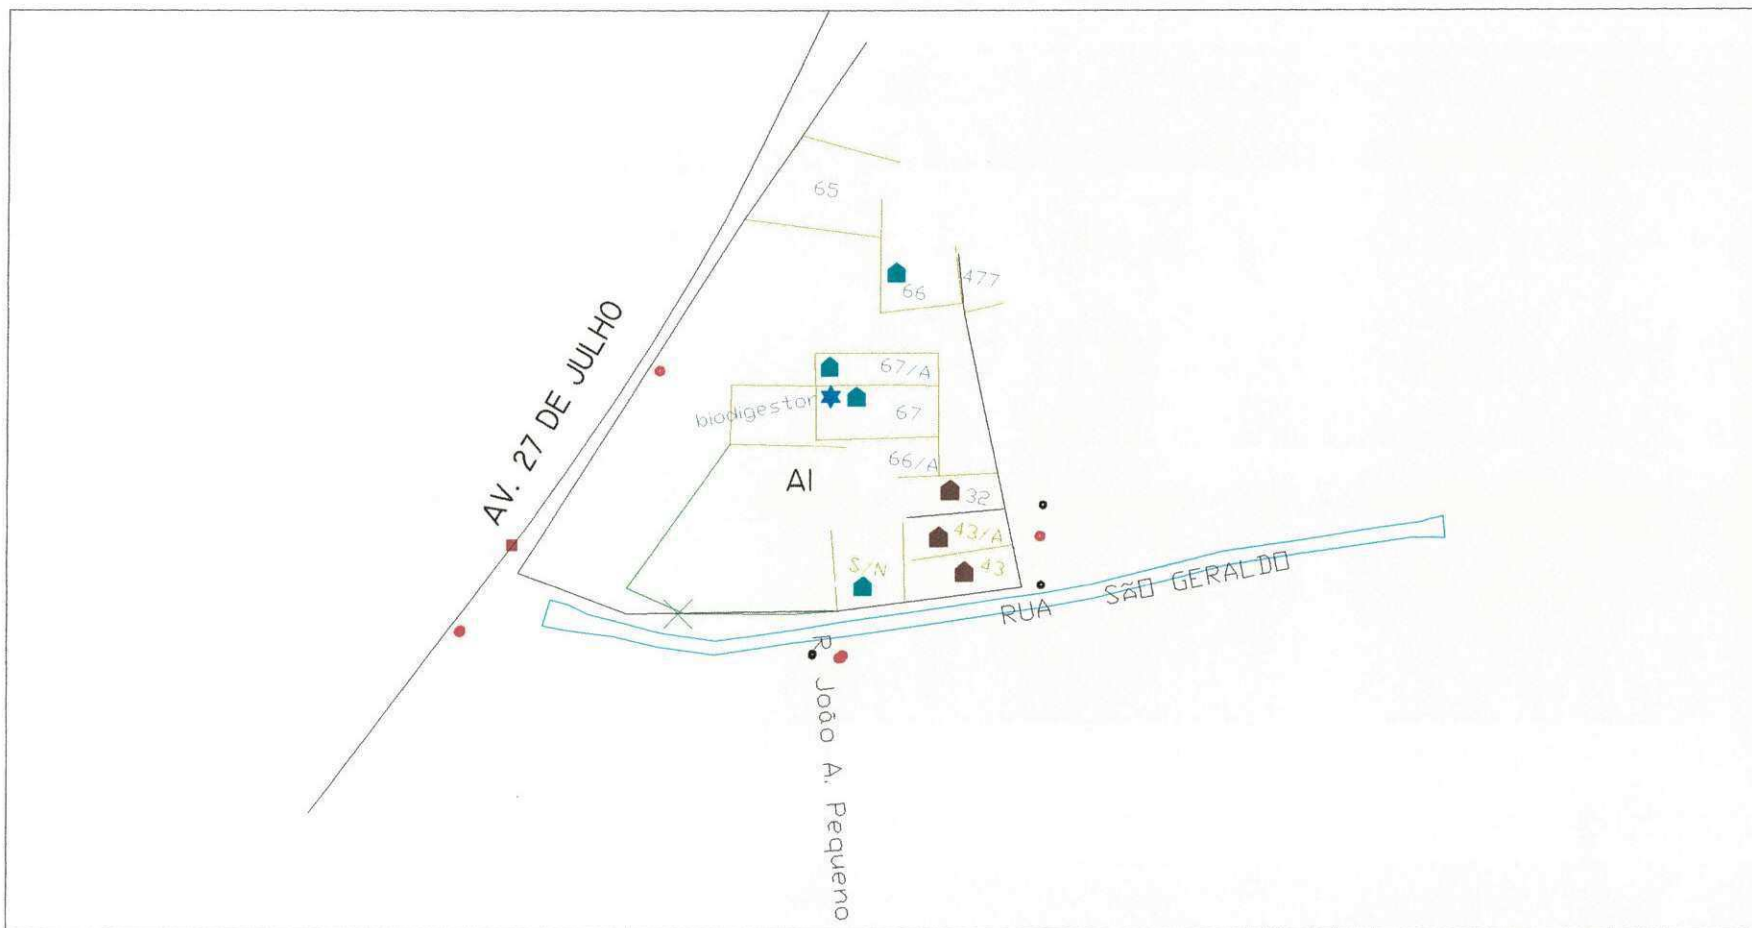 65
477
66
AV. 27 DE JULHO
67/A
biodigestor
67
66/A
A1
32
43/A
S/N
43
RUA SÃO GERALDO
R João A. Pequeno